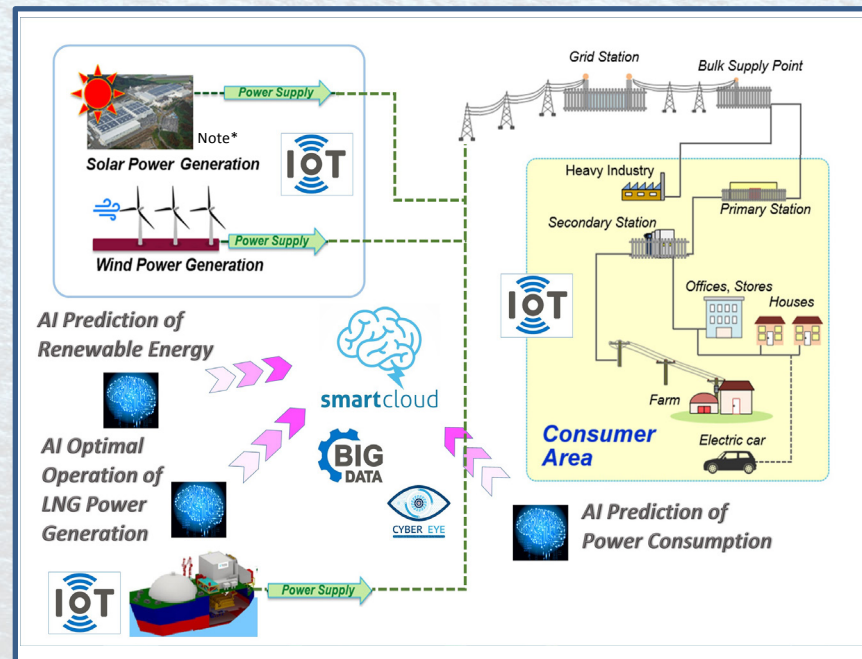 Power Supply
Note*
Solar Power Generation
IoT
Power Supply
Wind Power Generation
Grid Station
Bulk Supply Point
Heavy Industry
Primary Station
Secondary Station
IoT
Offices, Stores
Houses
Farm
Electric car
Consumer
Area
AI Prediction of
Renewable Energy
smartcloud
BIG
DATA
CYBER EYE
AI Optimal
Operation of
LNG Power
Generation
AI Prediction of
Power Consumption
IoT
Power Supply